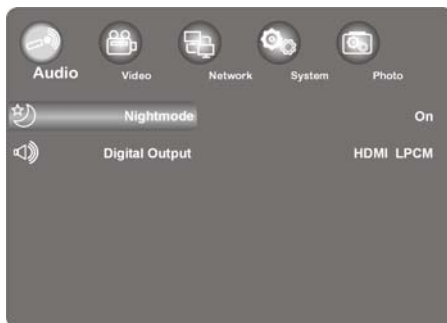 Audio
Video
Network
System
Photo
Nightmode On
Digital Output HDMI LPCM